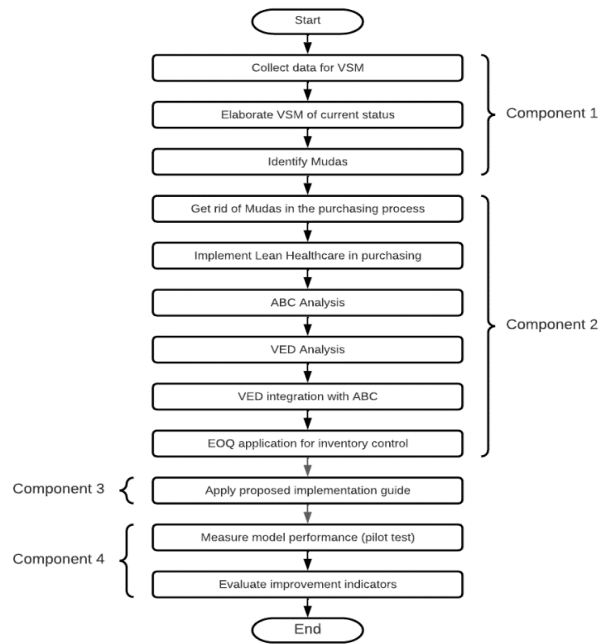 Start
Collect data for VSM
Elaborate VSM of current status
Component 1
Identify Mudas
Get rid of Mudas in the purchasing process
Implement Lean Healthcare in purchasing
ABC Analysis
Component 2
VED Analysis
VED integration with ABC
EOQ application for inventory control
Component 3
Apply proposed implementation guide
Measure model performance (pilot test)
Component 4
Evaluate improvement indicators
End